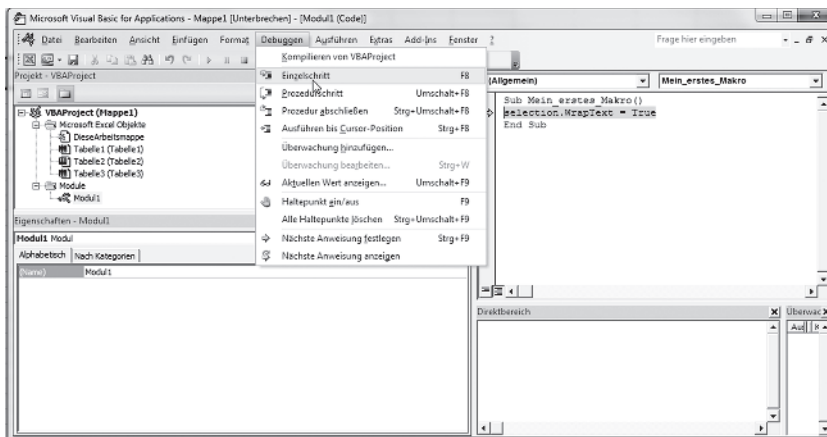 Microsoft Visual Basic for Applications - Mappe1 [Unterbrechen] - [Modul1 (Code)]
Datei Bearbeiten Ansicht Einfügen Format Debuggen Ausführen Extras Add-Ins Fenster ?
Frage hier eingeben
Projekt - VBAProject
VBAProject (Mappe1)
Microsoft Excel Objekte
DieseArbeitsmappe
Tabelle1 (Tabelle1)
Tabelle2 (Tabelle2)
Tabelle3 (Tabelle3)
Module
Modul1
Eigenschaften - Modul1
Modul1 Modul
Alphabetisch Nach Kategorien
(Name) Modul1
Kompilieren von VBAProject
Einzelschritt F8
Prozedurschritt Umschalt+F8
Prozedur abschließen Strg+Umschalt+F8
Ausführen bis Cursor-Position Strg+F8
Überwachung hinzufügen...
Überwachung bearbeiten... Strg+W
Aktuellen Wert anzeigen... Umschalt+F9
Haltepunkt ein/aus F9
Alle Haltepunkte löschen Strg+Umschalt+F9
Nächste Anweisung festlegen Strg+F9
Nächste Anweisung anzeigen
(Allgemein) Mein_erstes_Makro
Sub Mein_erstes_Makro()
selection.WrapText = True
End Sub
Direktbereich
Überwac